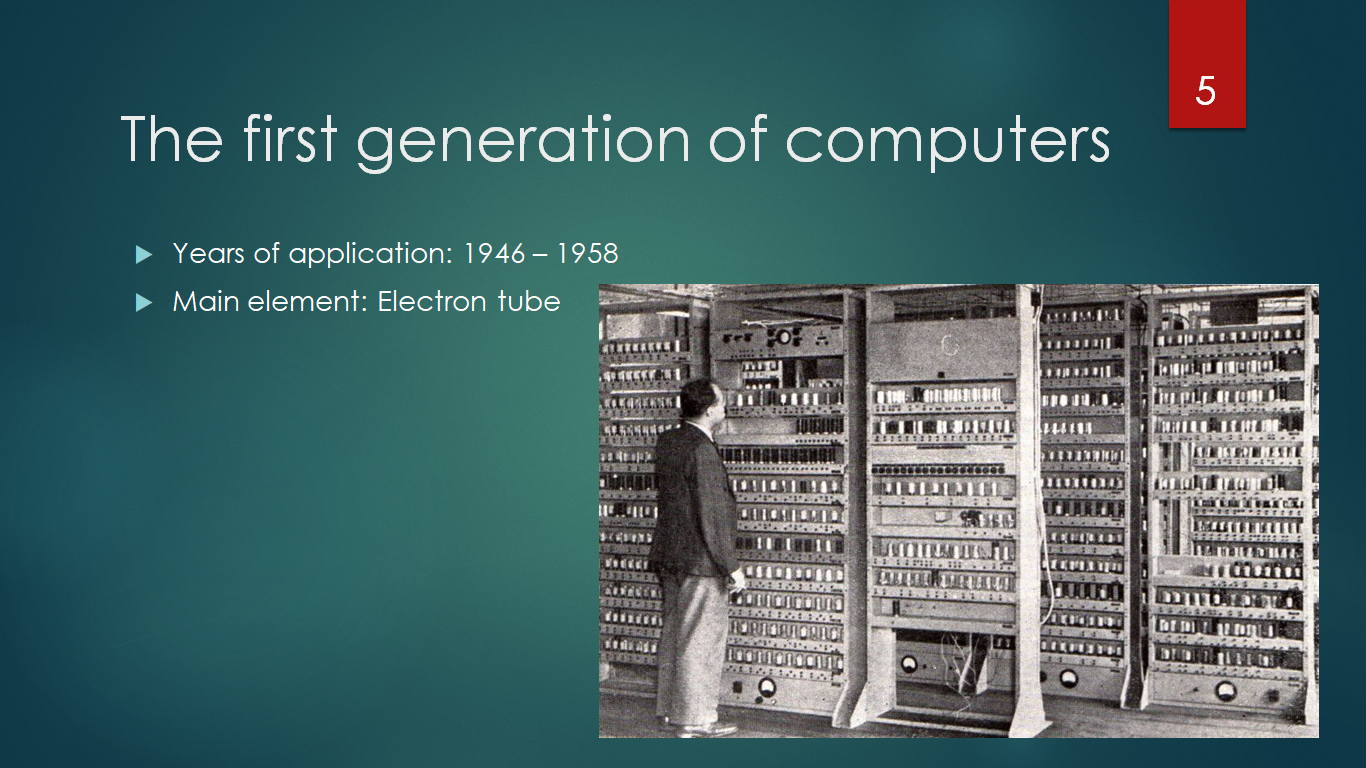 5
The first generation of computers
Years of application: 1946 – 1958
Main element: Electron tube